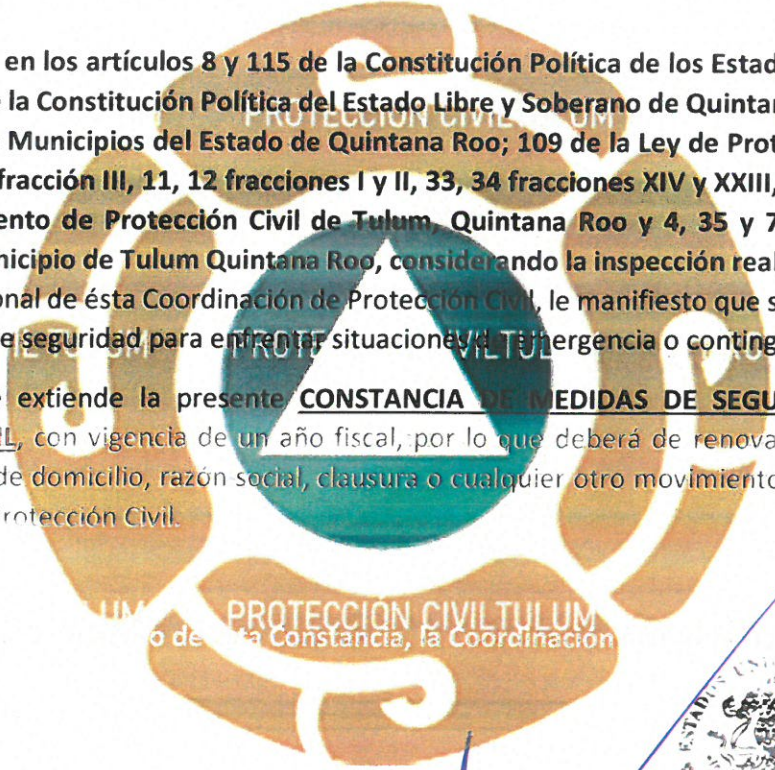 en los artículos 8 y 115 de la Constitución Política de los Estad
la Constitución Política del Estado Libre y Soberano de Quintan
Municipios del Estado de Quintana Roo; 109 de la Ley de Prot
fracción III, 11, 12 fracciones I y II, 33, 34 fracciones XIV y XXIII,
ento de Protección Civil de Tulum, Quintana Roo y 4, 35 y 7
nicipio de Tulum Quintana Roo, considerando la inspección real
onal de ésta Coordinación de Protección Civil, le manifiesto que s
e seguridad para enfrentar situaciones de emergencia o conting
extiende la presente CONSTANCIA DE MEDIDAS DE SEGU
IL, con vigencia de un año fiscal, por lo que deberá de renova
de domicilio, razón social, clausura o cualquier otro movimiento
rotección Civil.
PROTECCIÓN CIVILTULUM
o de esta Constancia, la Coordinación
ESTADOS